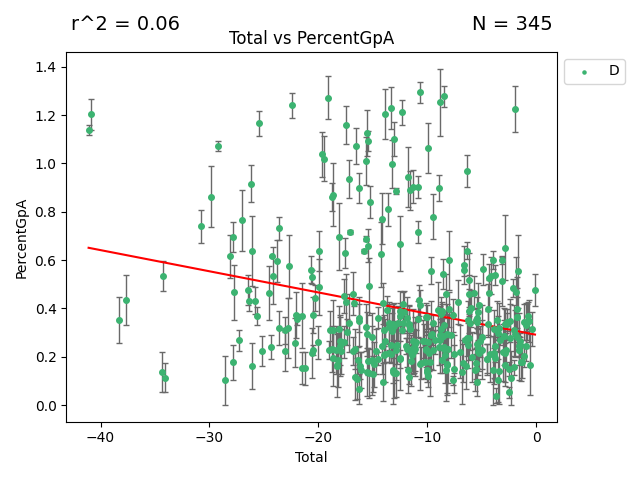 r^2 = 0.06
N = 345
Total vs PercentGpA
D
PercentGpA
1.4
1.2
1.0
0.8
0.6
0.4
0.2
0.0
−40
−30
−20
−10
0
Total